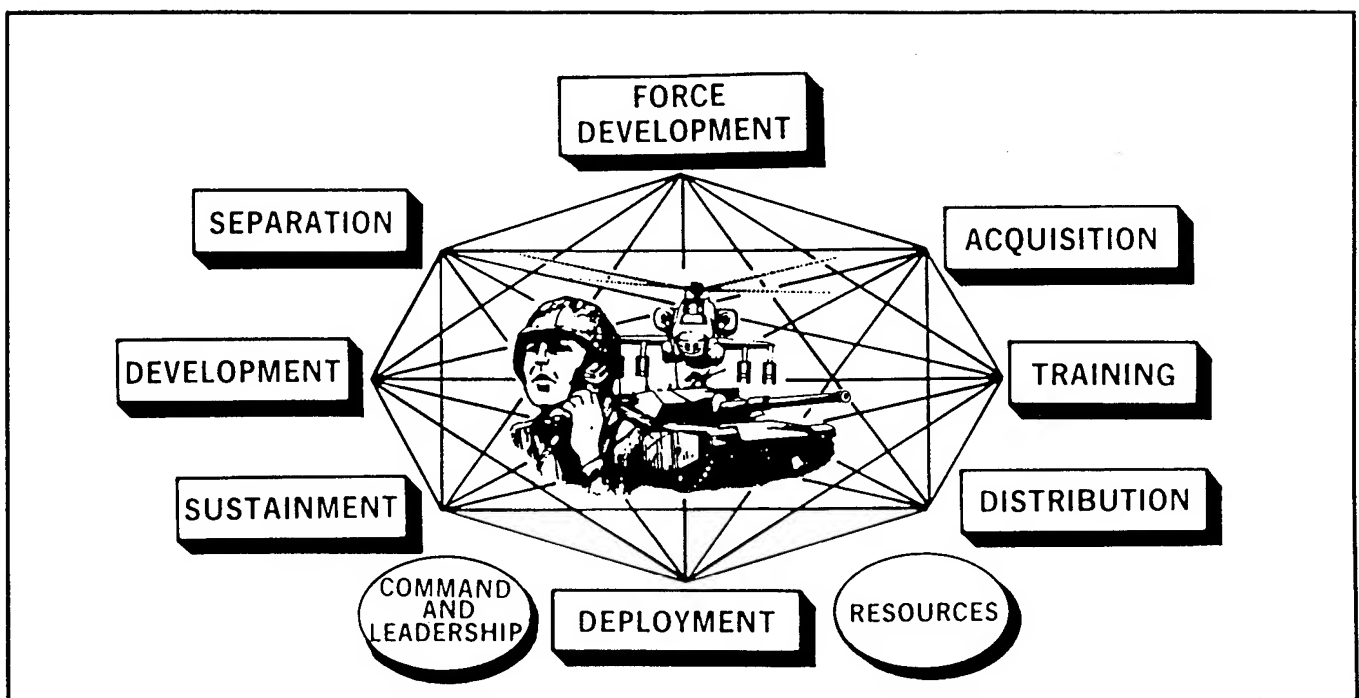 FORCE
DEVELOPMENT
SEPARATION
ACQUISITION
DEVELOPMENT
TRAINING
SUSTAINMENT
DISTRIBUTION
COMMAND
AND
LEADERSHIP
DEPLOYMENT
RESOURCES